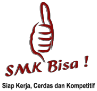 SMK Bisa !
Siap Kerja, Cerdas dan Kompetitif